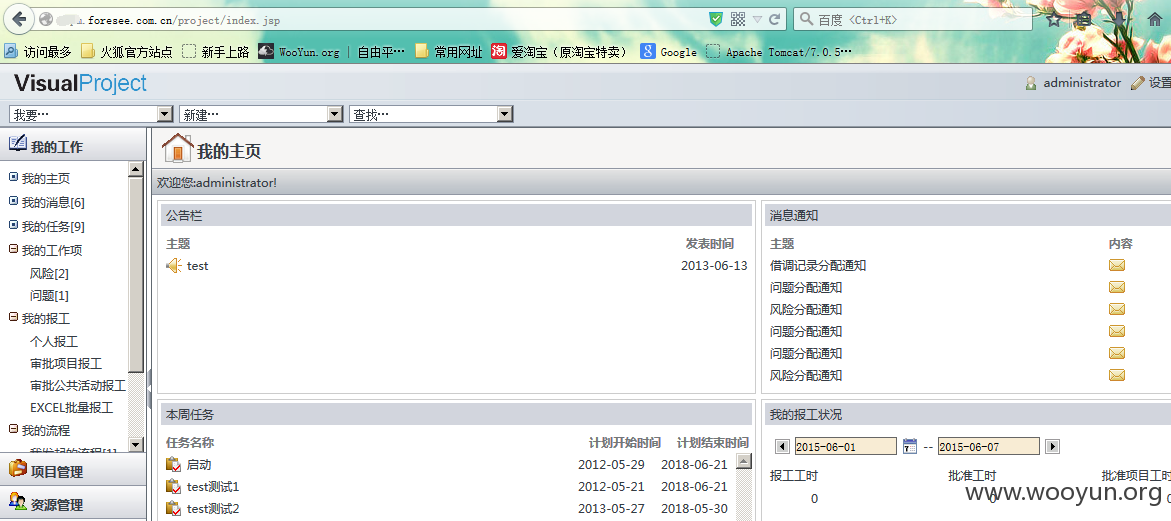 .foresee.com.cn/project/index.jsp
百度 <Ctrl+K>
访问最多 火狐官方站点 新手上路 WooYun.org | 自由平… 常用网址 爱淘宝（原淘宝特卖） Google Apache Tomcat/7.0.5…
VisualProject
administrator 设置
我要… 新建… 查找…
我的工作
我的主页
我的消息[6]
我的任务[9]
我的工作项
风险[2]
问题[1]
我的报工
个人报工
审批项目报工
审批公共活动报工
EXCEL批量报工
我的流程
我发起的流程[1]
项目管理
资源管理
我的主页
欢迎您:administrator!
公告栏
主题 发表时间
test 2013-06-13
消息通知
主题 内容
借调记录分配通知
问题分配通知
风险分配通知
问题分配通知
问题分配通知
风险分配通知
本周任务
任务名称 计划开始时间 计划结束时间
启动 2012-05-29 2018-06-21
test测试1 2012-05-21 2018-06-21
test测试2 2013-05-27 2018-05-30
我的报工状况
2015-06-01 -- 2015-06-07
报工工时 批准工时 批准项目工时
0 0 0
www.wooyun.org